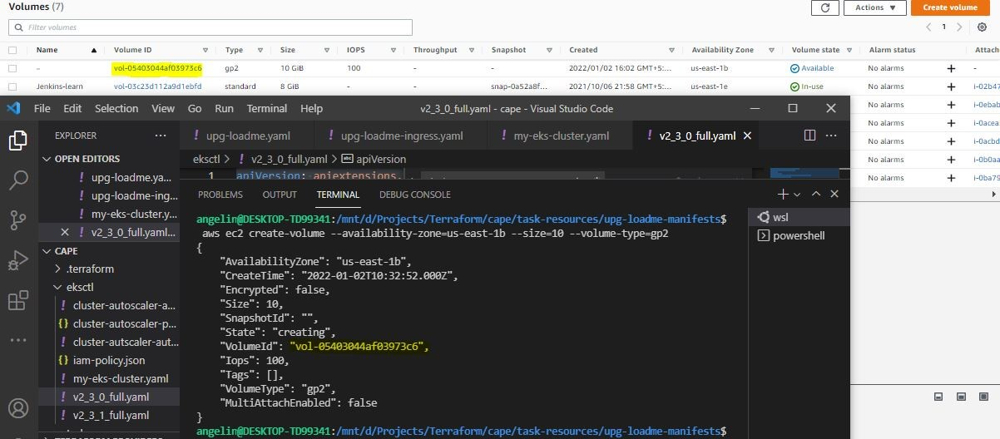 Volumes (7)
Actions ▼
Create volume
Filter volumes
1
Name Volume ID Type Size IOPS Throughput Snapshot Created Availability Zone Volume state Alarm status Attach
– vol-05403044af03973c6 gp2 10 GiB 100 - - 2022/01/02 16:02 GMT+5:... us-east-1b Available No alarms + -
Jenkins-learn vol-03c23d112a9d1ebfd standard 8 GiB - - snap-0a52a8f... 2021/10/06 21:58 GMT+5:... us-east-1e In-use No alarms + i-02b47
No alarms + i-0ebab
No alarms + i-0acea
No alarms + i-0acbd
No alarms + i-0b0aa
No alarms + i-0ba79
File Edit Selection View Go Run Terminal Help v2_3_0_full.yaml - cape - Visual Studio Code
EXPLORER ...
! upg-loadme.yaml ! upg-loadme-ingress.yaml ! my-eks-cluster.yaml ! v2_3_0_full.yaml
eksctl > ! v2_3_0_full.yaml > apiVersion
1 apiVersion: apiextensions.
OPEN EDITORS
! upg-loadme.ya...
! upg-loadme-ing...
! my-eks-cluster.y...
! v2_3_0_full.yaml...
CAPE
> .terraform
eksctl
! cluster-autoscaler-a...
{} cluster-autoscaler-p...
! cluster-autscaler-aut...
{} iam-policy.json
! my-eks-cluster.yaml
! v2_3_0_full.yaml
! v2_3_1_full.yaml
PROBLEMS OUTPUT TERMINAL DEBUG CONSOLE
wsl
powershell
angelin@DESKTOP-TD99341:/mnt/d/Projects/Terraform/cape/task-resources/upg-loadme-manifests$
aws ec2 create-volume --availability-zone=us-east-1b --size=10 --volume-type=gp2
{
"AvailabilityZone": "us-east-1b",
"CreateTime": "2022-01-02T10:32:52.000Z",
"Encrypted": false,
"Size": 10,
"SnapshotId": "",
"State": "creating",
"VolumeId": "vol-05403044af03973c6",
"Iops": 100,
"Tags": [],
"VolumeType": "gp2",
"MultiAttachEnabled": false
}
angelin@DESKTOP-TD99341:/mnt/d/Projects/Terraform/cape/task-resources/upg-loadme-manifests$